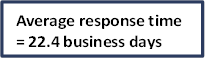 Average response time
= 22.4 business days